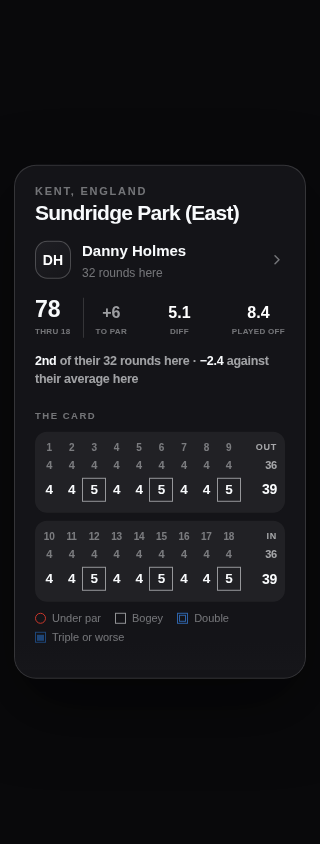 KENT, ENGLAND
Sundridge Park (East)
DH
Danny Holmes
32 rounds here
78 +6 5.1 8.4
THRU 18 TO PAR DIFF PLAYED OFF
2nd of their 32 rounds here · −2.4 against
their average here
THE CARD
1 2 3 4 5 6 7 8 9 OUT
4 4 4 4 4 4 4 4 4 36
4 4 5 4 4 5 4 4 5 39
10 11 12 13 14 15 16 17 18 IN
4 4 4 4 4 4 4 4 4 36
4 4 5 4 4 5 4 4 5 39
Under par Bogey Double
Triple or worse